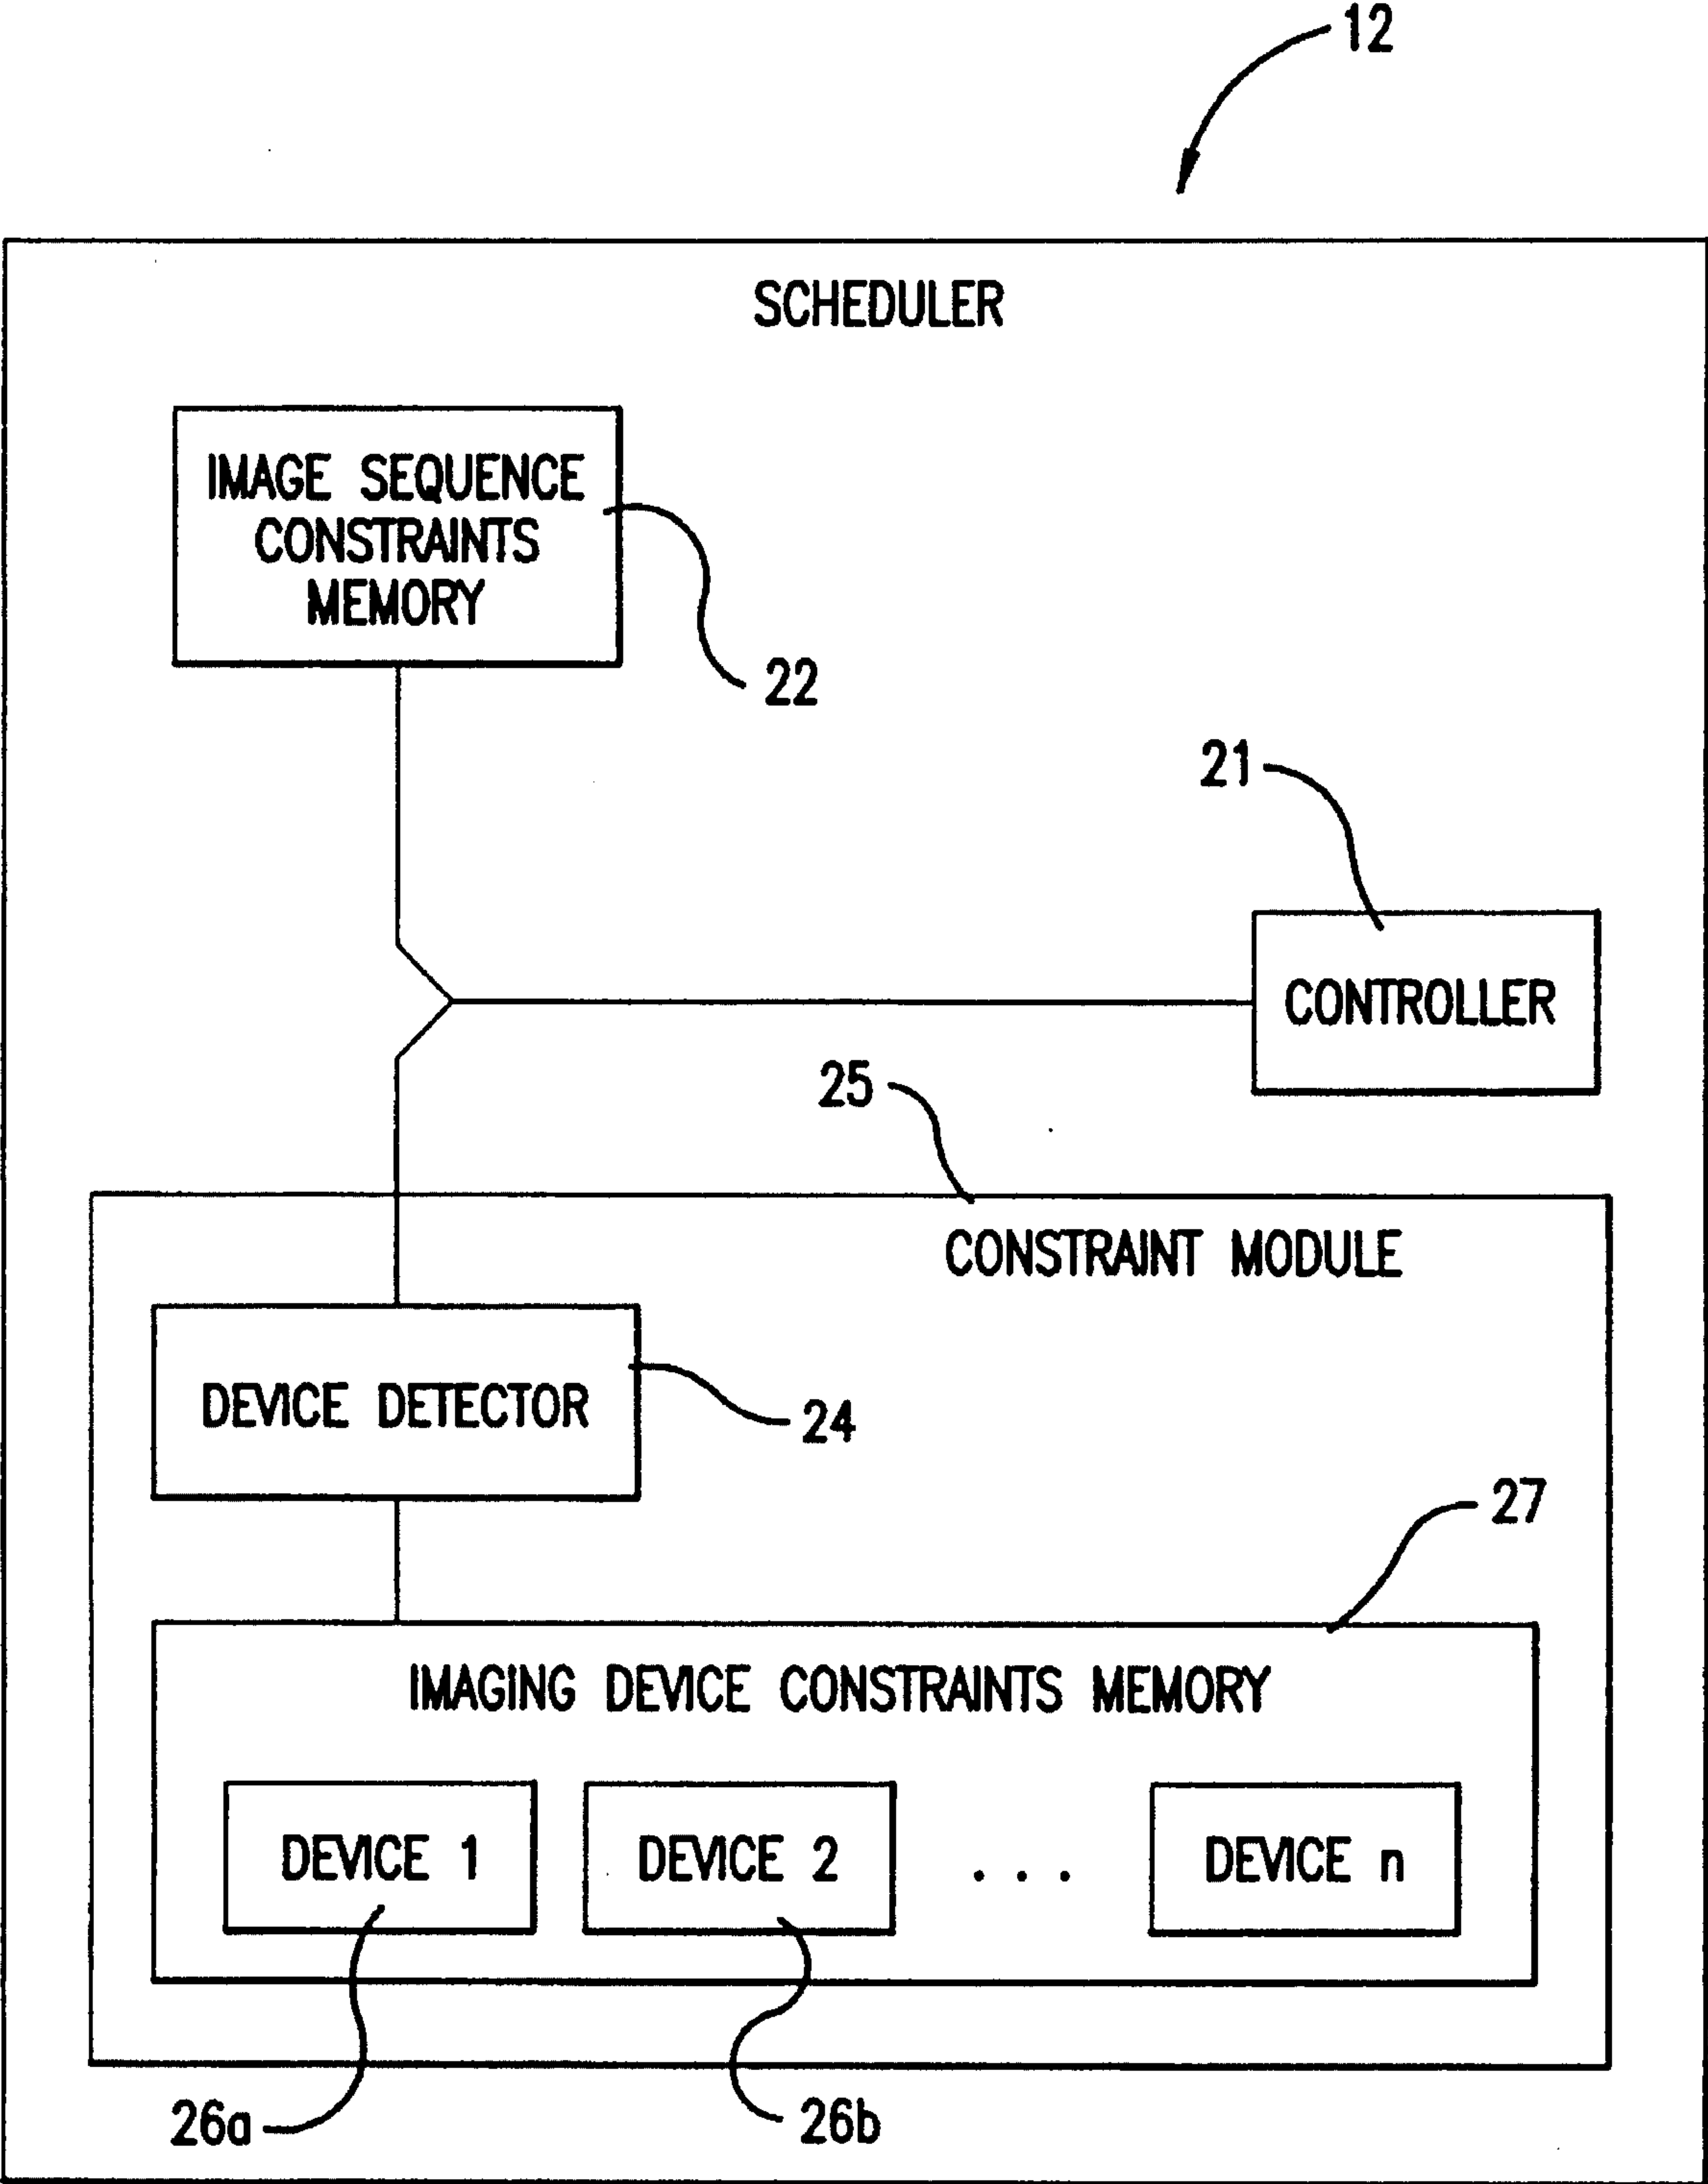 12
SCHEDULER
IMAGE SEQUENCE
CONSTRAINTS
MEMORY
22
21
CONTROLLER
25
CONSTRAINT MODULE
DEVICE DETECTOR
24
27
IMAGING DEVICE CONSTRAINTS MEMORY
DEVICE 1
DEVICE 2
. . .
DEVICE n
26a
26b